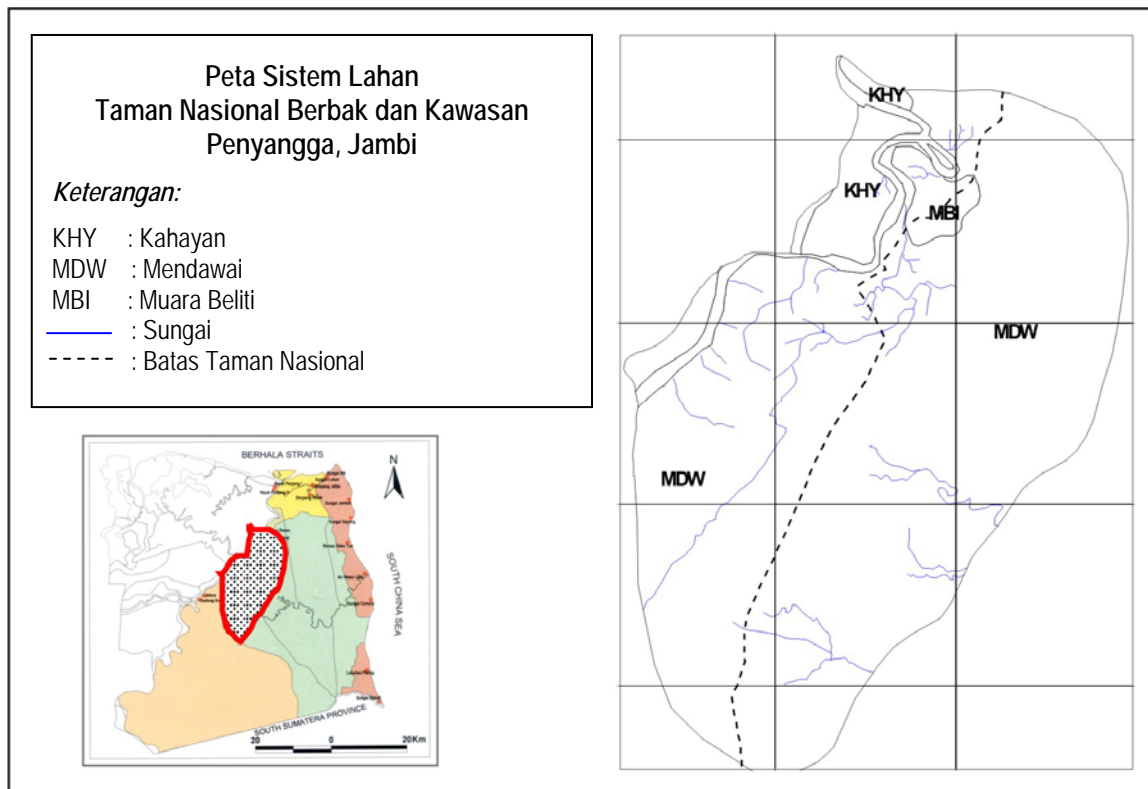 Peta Sistem Lahan
Taman Nasional Berbak dan Kawasan
Penyangga, Jambi
Keterangan:
KHY : Kahayan
MDW : Mendawai
MBI : Muara Beliti
: Sungai
: Batas Taman Nasional
KHY
KHY
MBI
MDW
MDW
BERHALA STRAITS
N
SOUTH CHINA SEA
SOUTH SUMATERA PROVINCE
20 0 20Km